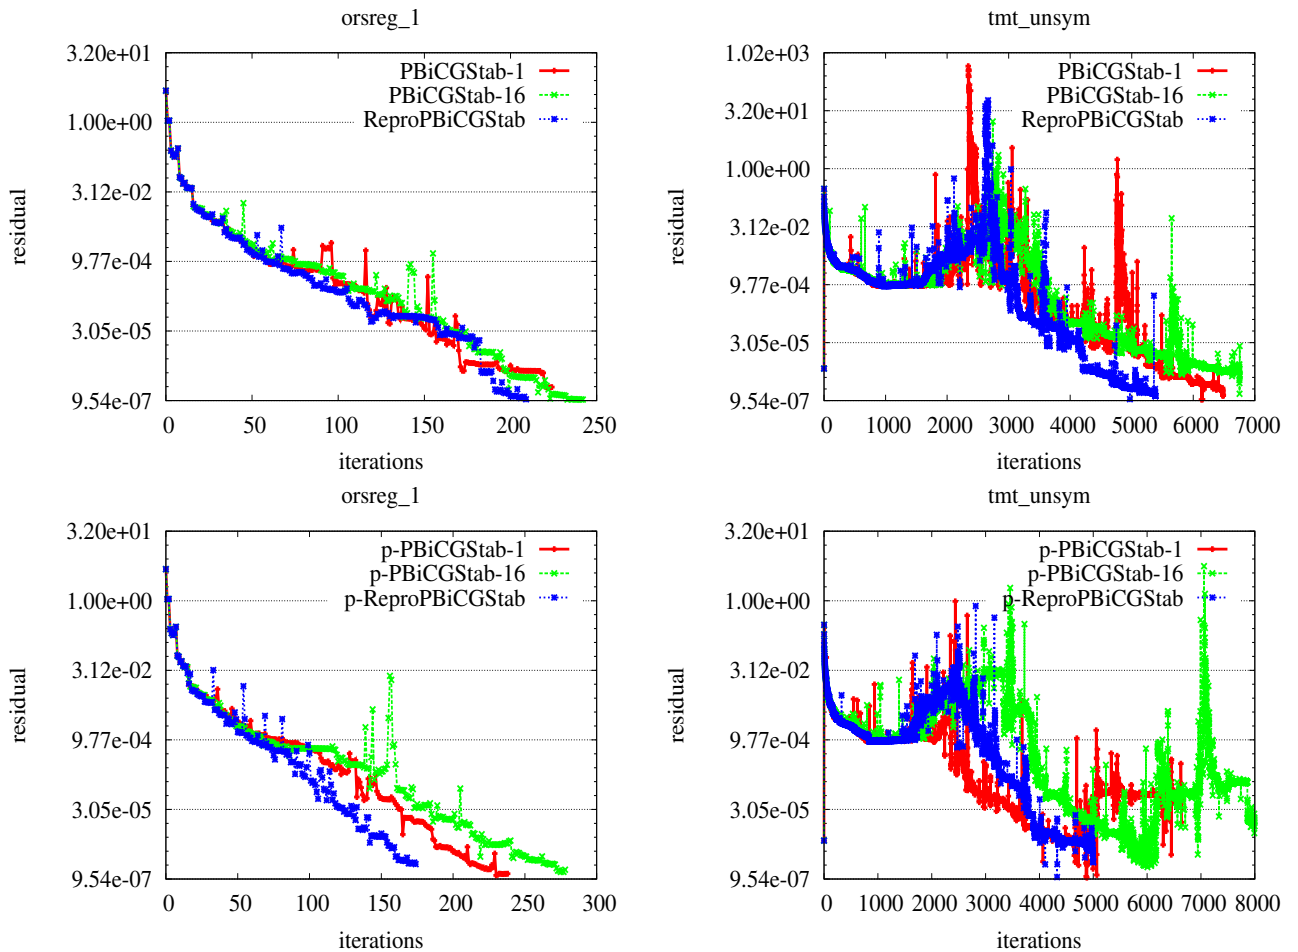 orsreg_1
3.20e+01
1.00e+00
3.12e-02
9.77e-04
3.05e-05
9.54e-07
residual
PBiCGStab-1
PBiCGStab-16
ReproPBiCGStab
0 50 100 150 200 250
iterations
tmt_unsym
1.02e+03
3.20e+01
1.00e+00
3.12e-02
9.77e-04
3.05e-05
9.54e-07
residual
PBiCGStab-1
PBiCGStab-16
ReproPBiCGStab
0 1000 2000 3000 4000 5000 6000 7000
iterations
orsreg_1
3.20e+01
1.00e+00
3.12e-02
9.77e-04
3.05e-05
9.54e-07
residual
p-PBiCGStab-1
p-PBiCGStab-16
p-ReproPBiCGStab
0 50 100 150 200 250 300
iterations
tmt_unsym
3.20e+01
1.00e+00
3.12e-02
9.77e-04
3.05e-05
9.54e-07
residual
p-PBiCGStab-1
p-PBiCGStab-16
p-ReproPBiCGStab
0 1000 2000 3000 4000 5000 6000 7000 8000
iterations